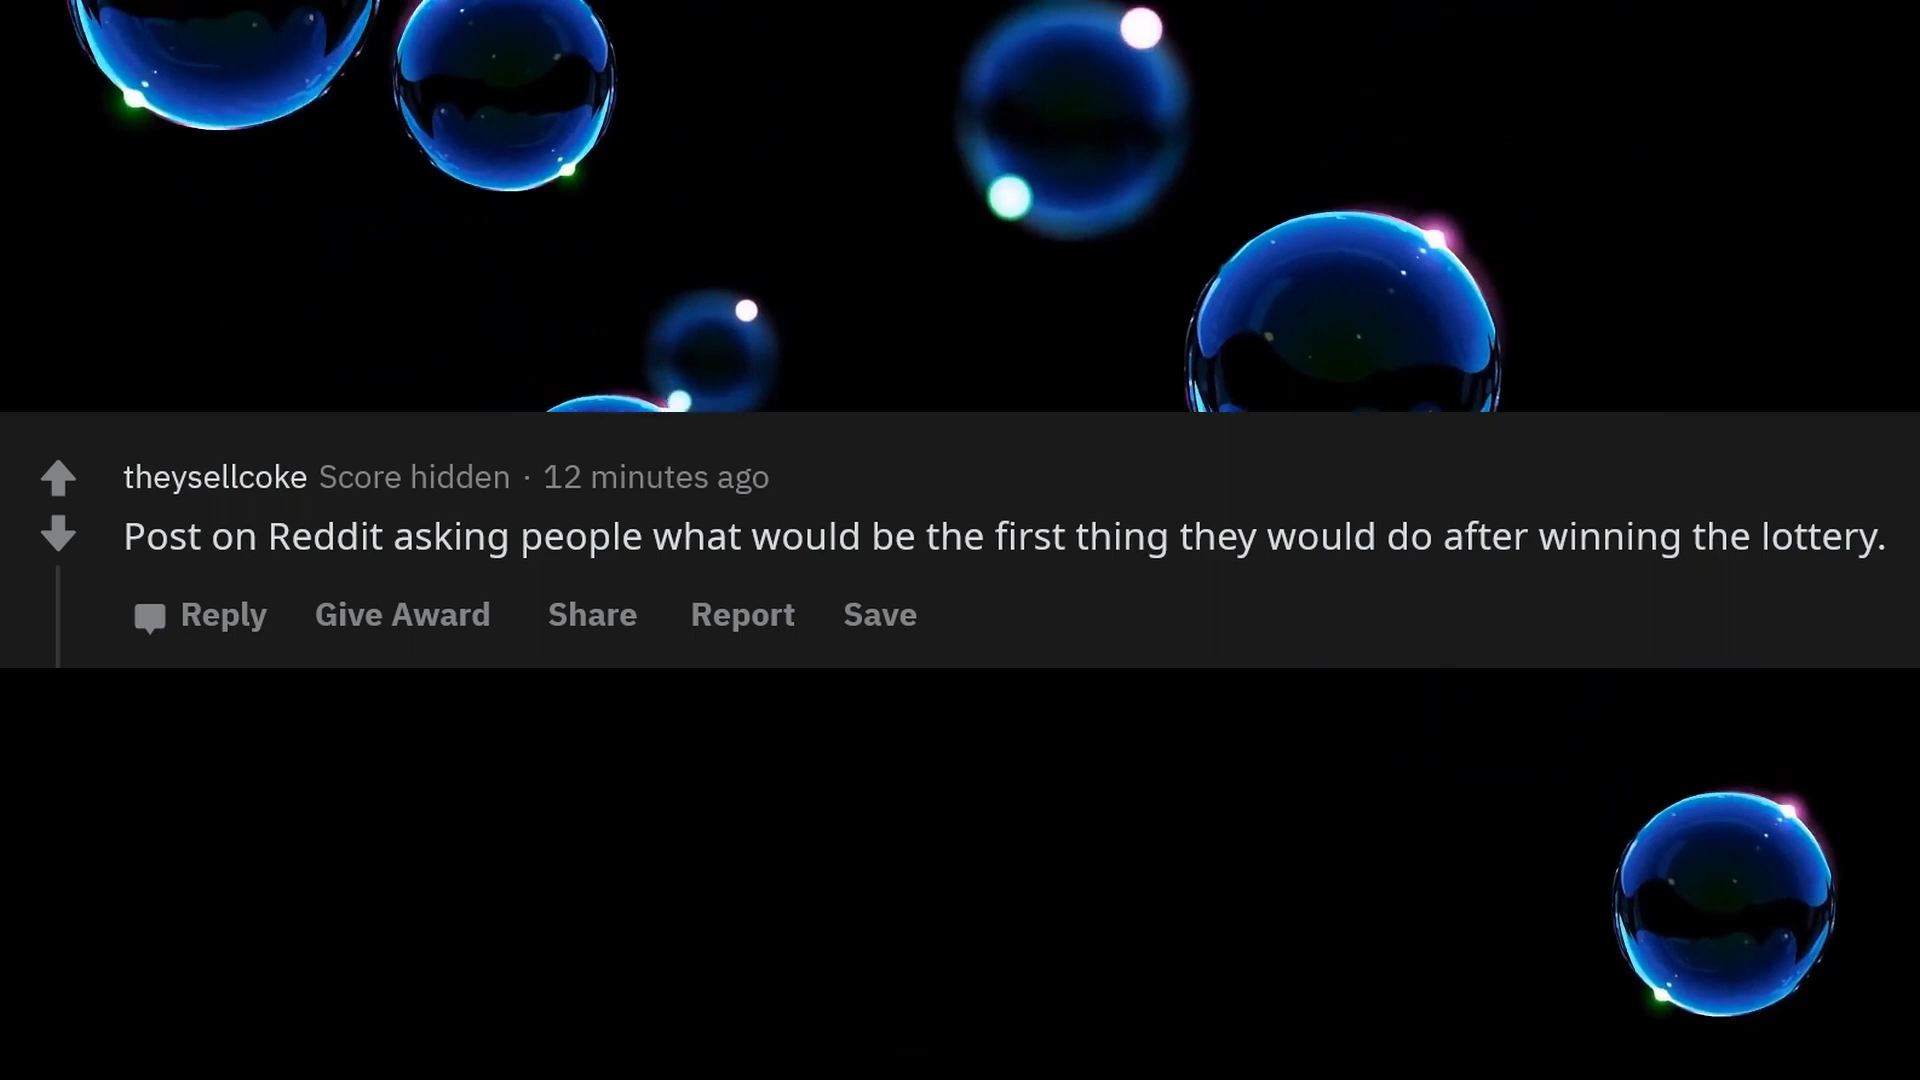 theysellcoke Score hidden · 12 minutes ago
Post on Reddit asking people what would be the first thing they would do after winning the lottery.
Reply Give Award Share Report Save